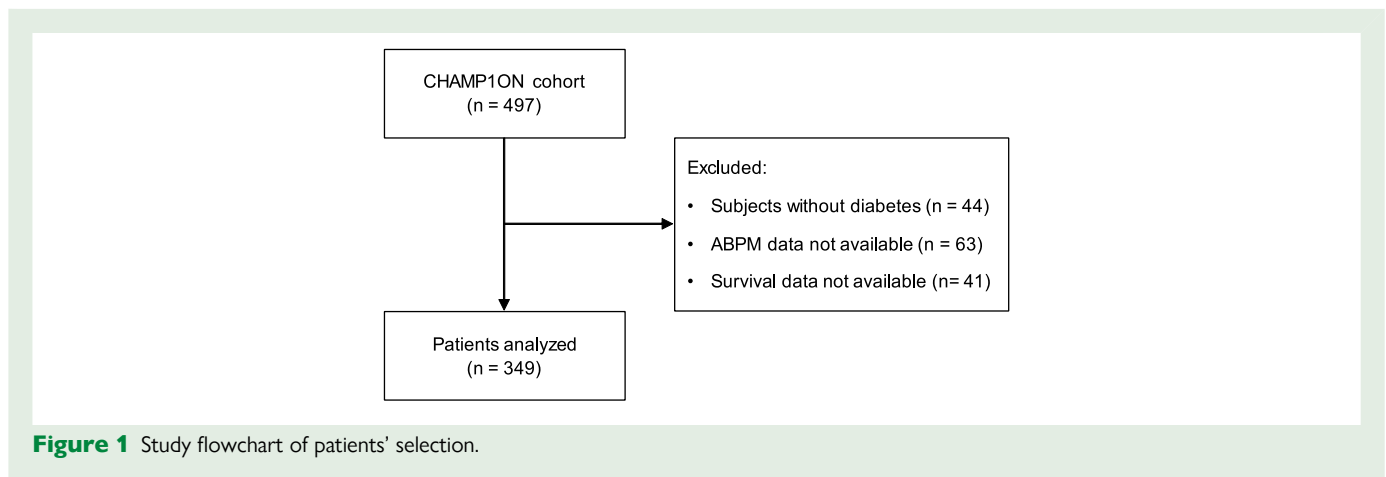 CHAMP1ON cohort
(n = 497)
Excluded:
• Subjects without diabetes (n = 44)
• ABPM data not available (n = 63)
• Survival data not available (n= 41)
Patients analyzed
(n = 349)
Figure 1 Study flowchart of patients’ selection.